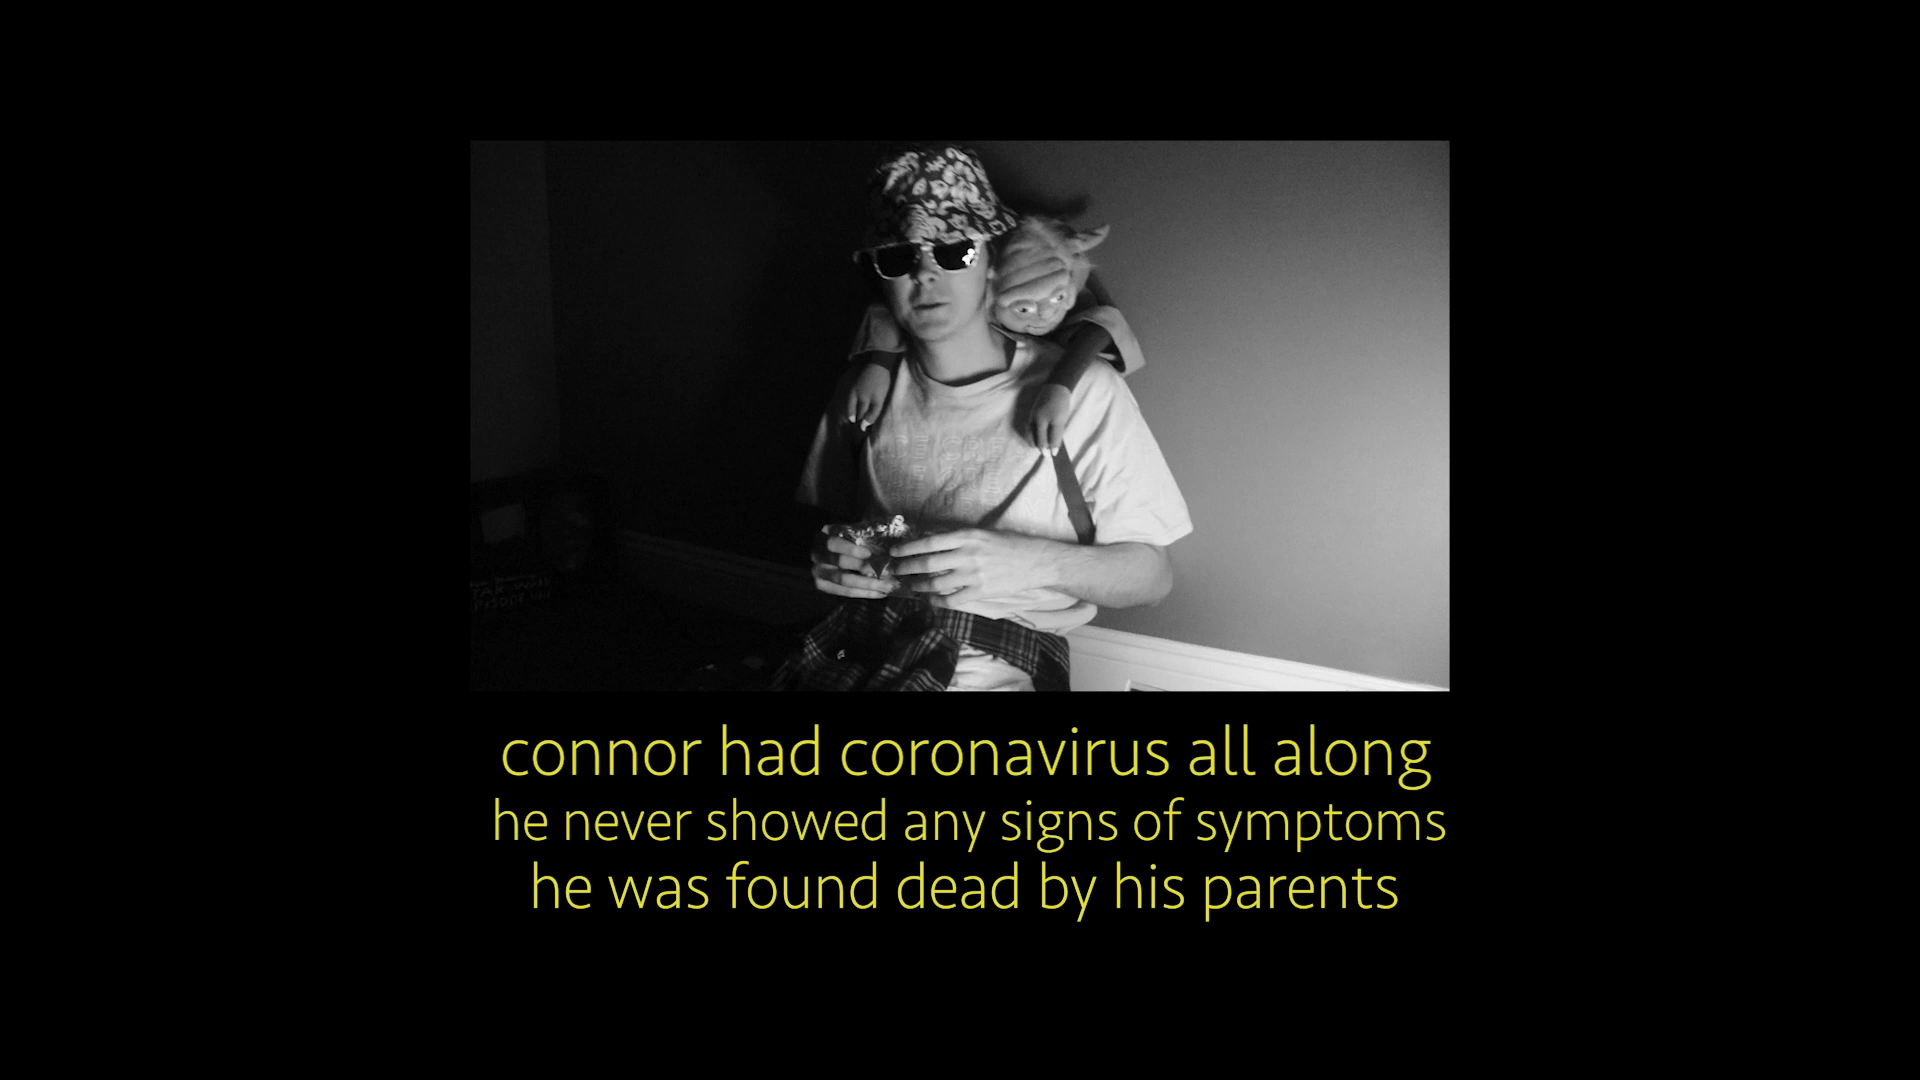 connor had coronavirus all along
he never showed any signs of symptoms
he was found dead by his parents